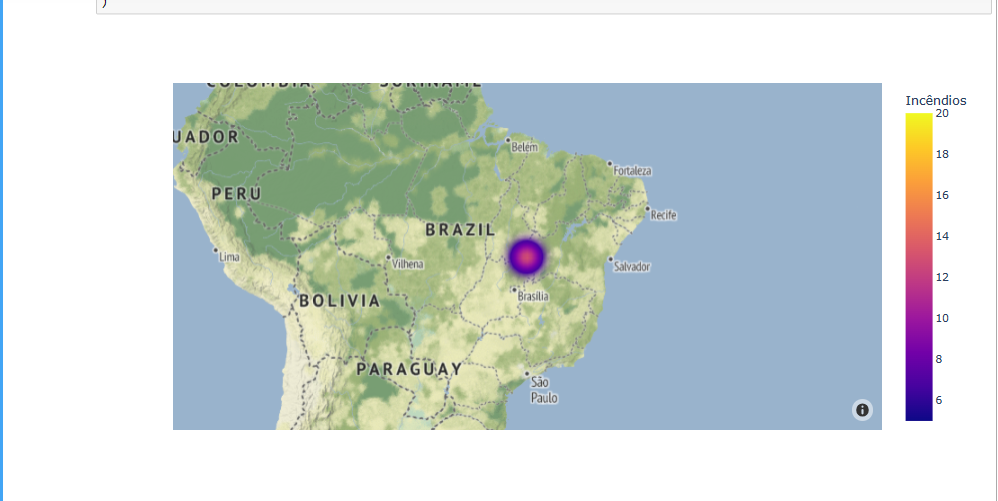 )
COLOMBIA
SURINAME
UADOR
Belém
Fortaleza
PERU
Recife
BRAZIL
Lima
Vilhena
Salvador
BOLIVIA
Brasília
PARAGUAY
São
Paulo
Incêndios
20
18
16
14
12
10
8
6